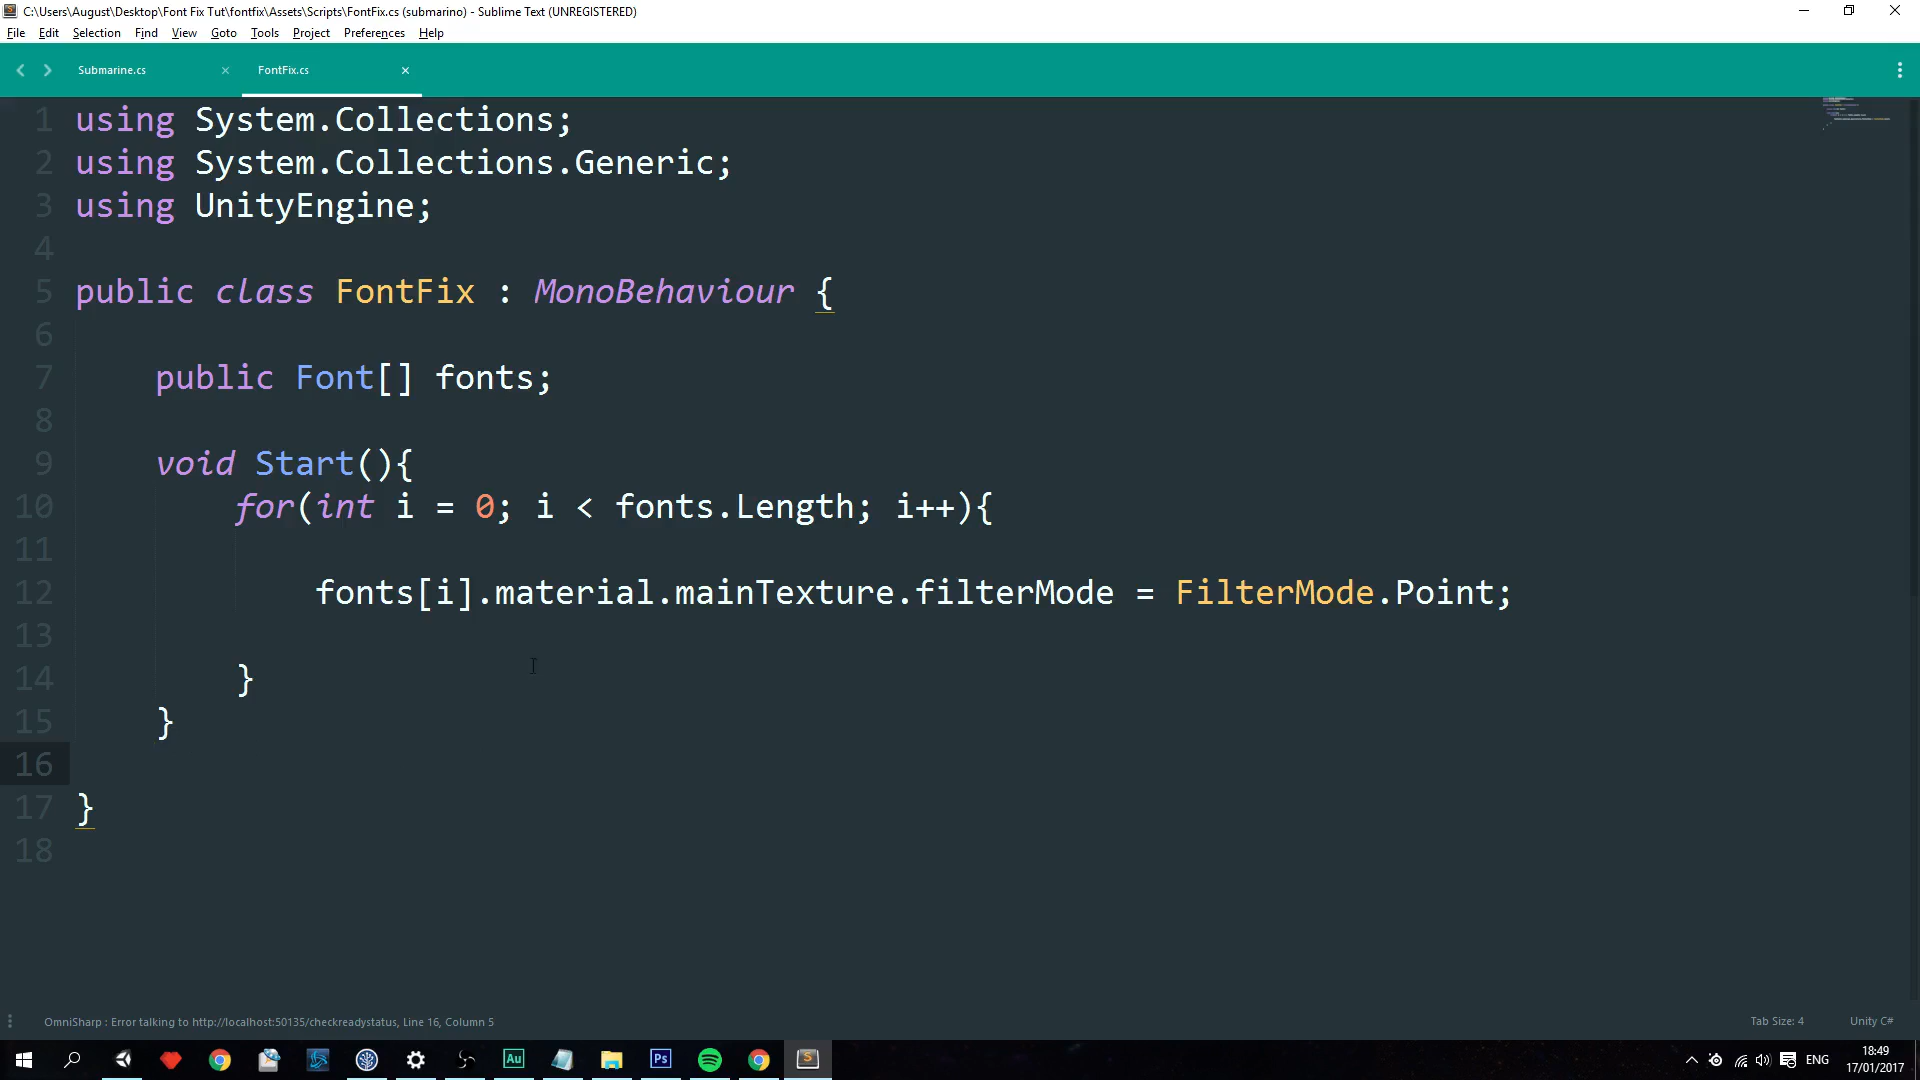 C:\Users\August\Desktop\Font Fix Tut\fontfix\Assets\Scripts\FontFix.cs (submarino) - Sublime Text (UNREGISTERED)
File Edit Selection Find View Goto Tools Project Preferences Help
Submarine.cs FontFix.cs
1 using System.Collections;
2 using System.Collections.Generic;
3 using UnityEngine;
4
5 public class FontFix : MonoBehaviour {
6
7 public Font[] fonts;
8
9 void Start(){
10 for(int i = 0; i < fonts.Length; i++){
11
12 fonts[i].material.mainTexture.filterMode = FilterMode.Point;
13
14 }
15 }
16
17 }
18
OmniSharp : Error talking to http://localhost:50135/checkreadystatus, Line 16, Column 5 Tab Size: 4 Unity C#
Au Ps S ENG 18:49
17/01/2017